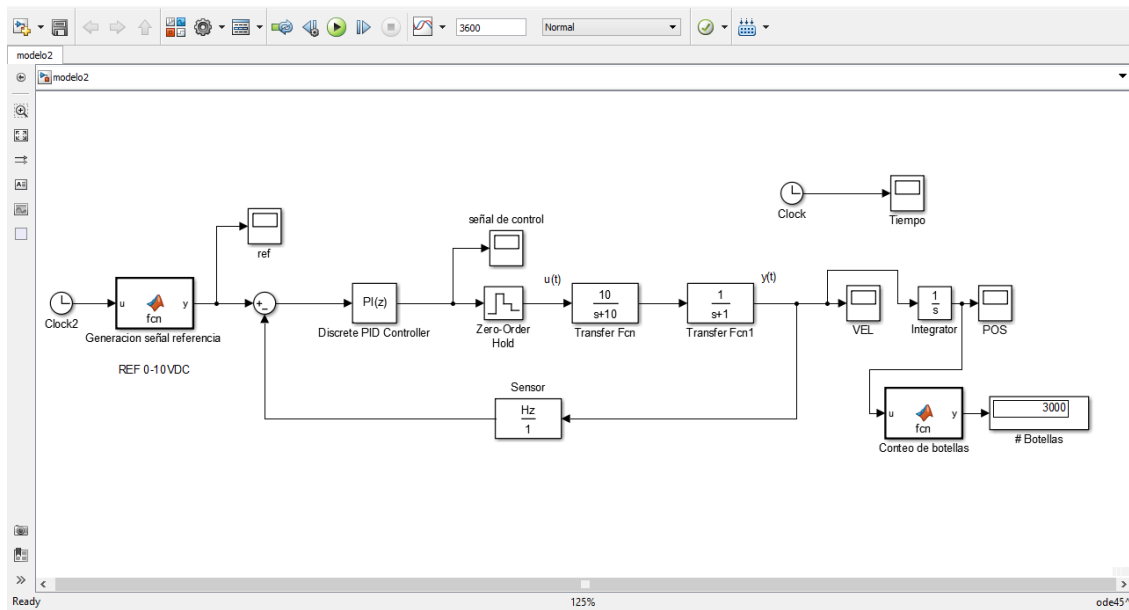 3600
Normal
modelo2
modelo2
Clock
Tiempo
señal de control
ref
u(t)
y(t)
u
fcn
y
+
-
PI(z)
10
s+10
1
s+1
1
s
Clock2
Generacion señal referencia
Discrete PID Controller
Zero-Order
Hold
Transfer Fcn
Transfer Fcn1
VEL
Integrator
POS
REF 0-10VDC
Sensor
Hz
1
u
fcn
y
3000
Conteo de botellas
# Botellas
Ready
125%